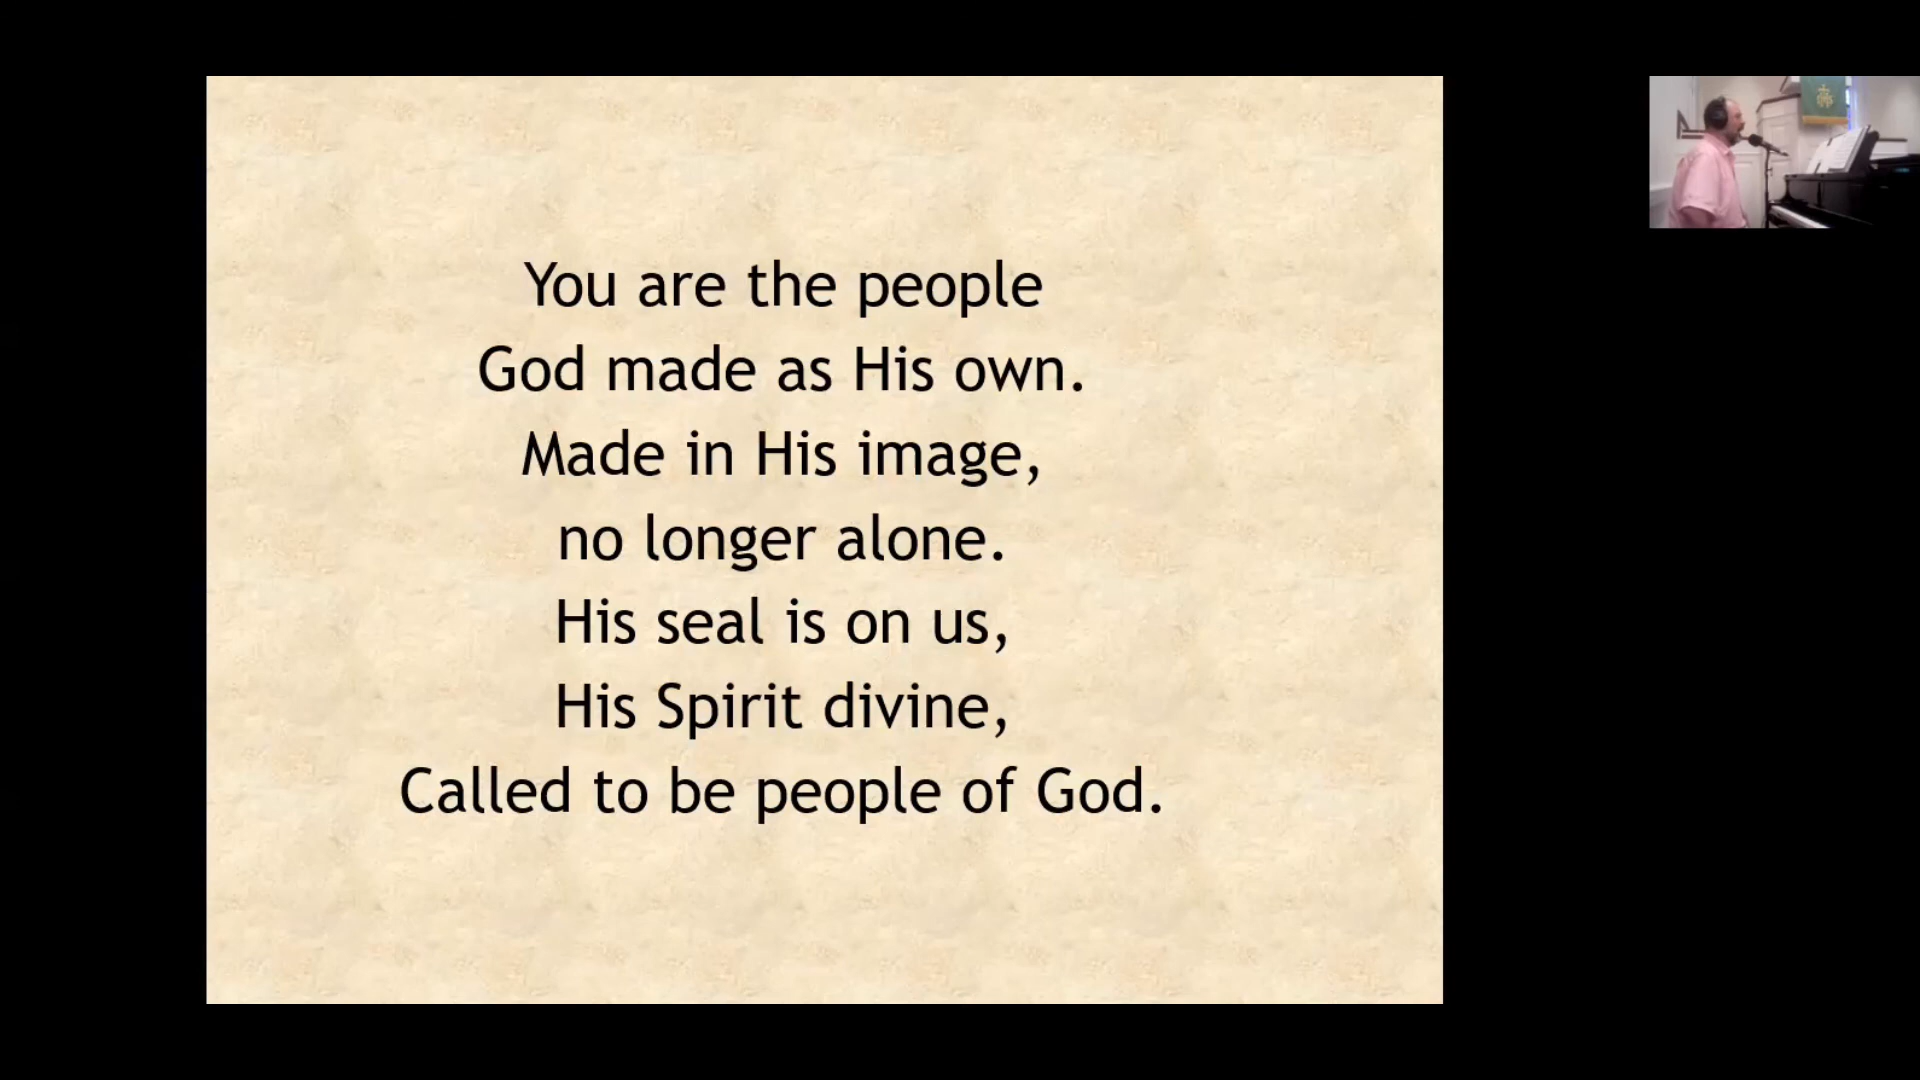 You are the people
God made as His own.
Made in His image,
no longer alone.
His seal is on us,
His Spirit divine,
Called to be people of God.